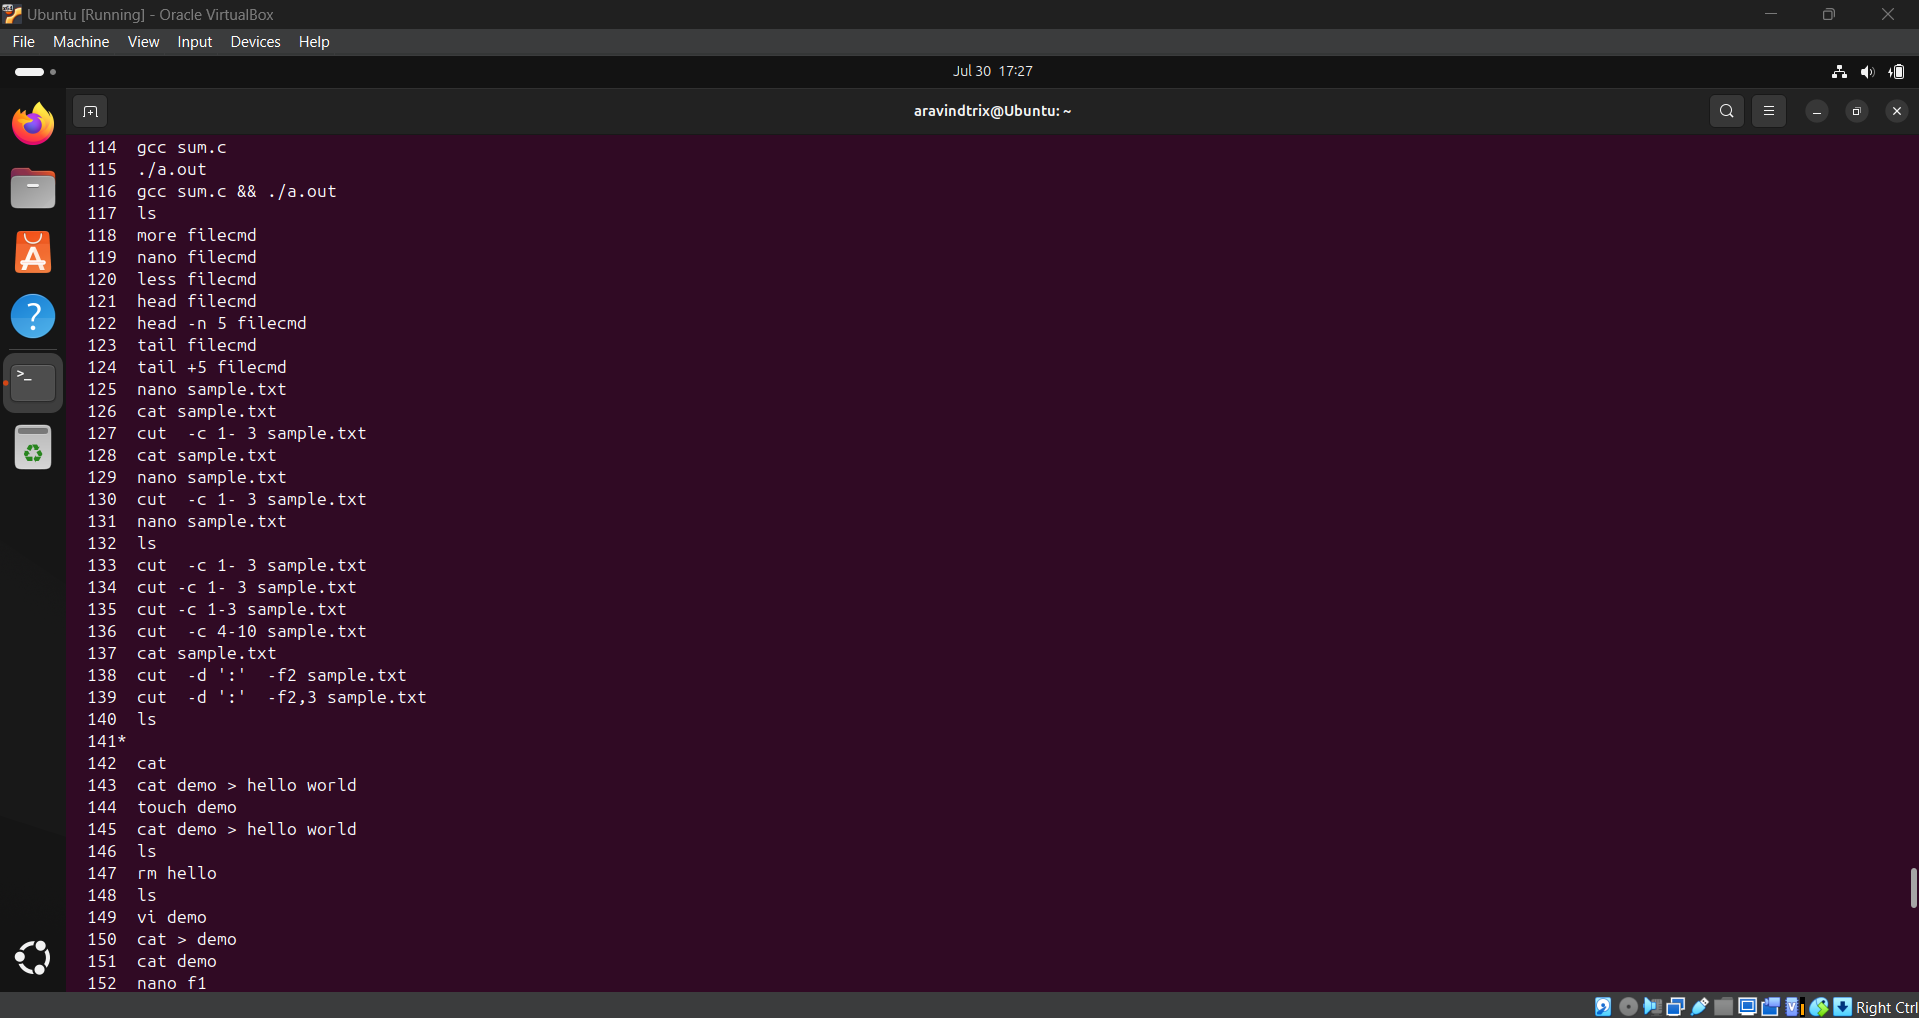 Ubuntu [Running] - Oracle VirtualBox
File Machine View Input Devices Help
Jul 30 17:27
aravindtrix@Ubuntu: ~
114  gcc sum.c
115  ./a.out
116  gcc sum.c && ./a.out
117  ls
118  more filecmd
119  nano filecmd
120  less filecmd
121  head filecmd
122  head -n 5 filecmd
123  tail filecmd
124  tail +5 filecmd
125  nano sample.txt
126  cat sample.txt
127  cut  -c 1- 3 sample.txt
128  cat sample.txt
129  nano sample.txt
130  cut  -c 1- 3 sample.txt
131  nano sample.txt
132  ls
133  cut  -c 1- 3 sample.txt
134  cut -c 1- 3 sample.txt
135  cut -c 1-3 sample.txt
136  cut  -c 4-10 sample.txt
137  cat sample.txt
138  cut  -d ':'  -f2 sample.txt
139  cut  -d ':'  -f2,3 sample.txt
140  ls
141*
142  cat
143  cat demo > hello world
144  touch demo
145  cat demo > hello world
146  ls
147  rm hello
148  ls
149  vi demo
150  cat > demo
151  cat demo
152  nano f1
Right Ctrl